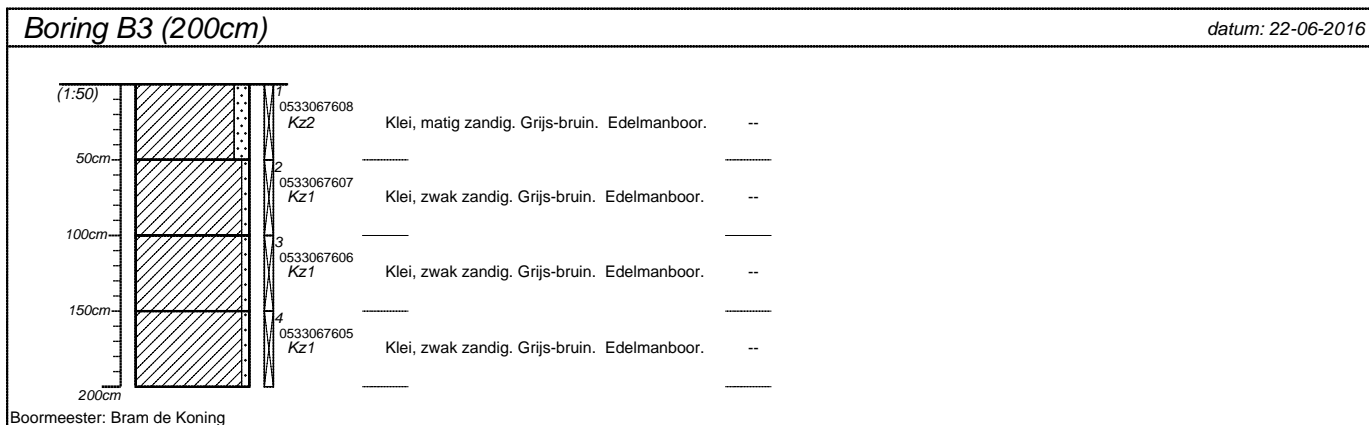 Boring B3 (200cm) datum: 22-06-2016
(1:50) 1
0533067608
Kz2 Klei, matig zandig. Grijs-bruin. Edelmanboor. --
50cm
2
0533067607
Kz1 Klei, zwak zandig. Grijs-bruin. Edelmanboor. --
100cm
3
0533067606
Kz1 Klei, zwak zandig. Grijs-bruin. Edelmanboor. --
150cm
4
0533067605
Kz1 Klei, zwak zandig. Grijs-bruin. Edelmanboor. --
200cm
Boormeester: Bram de Koning